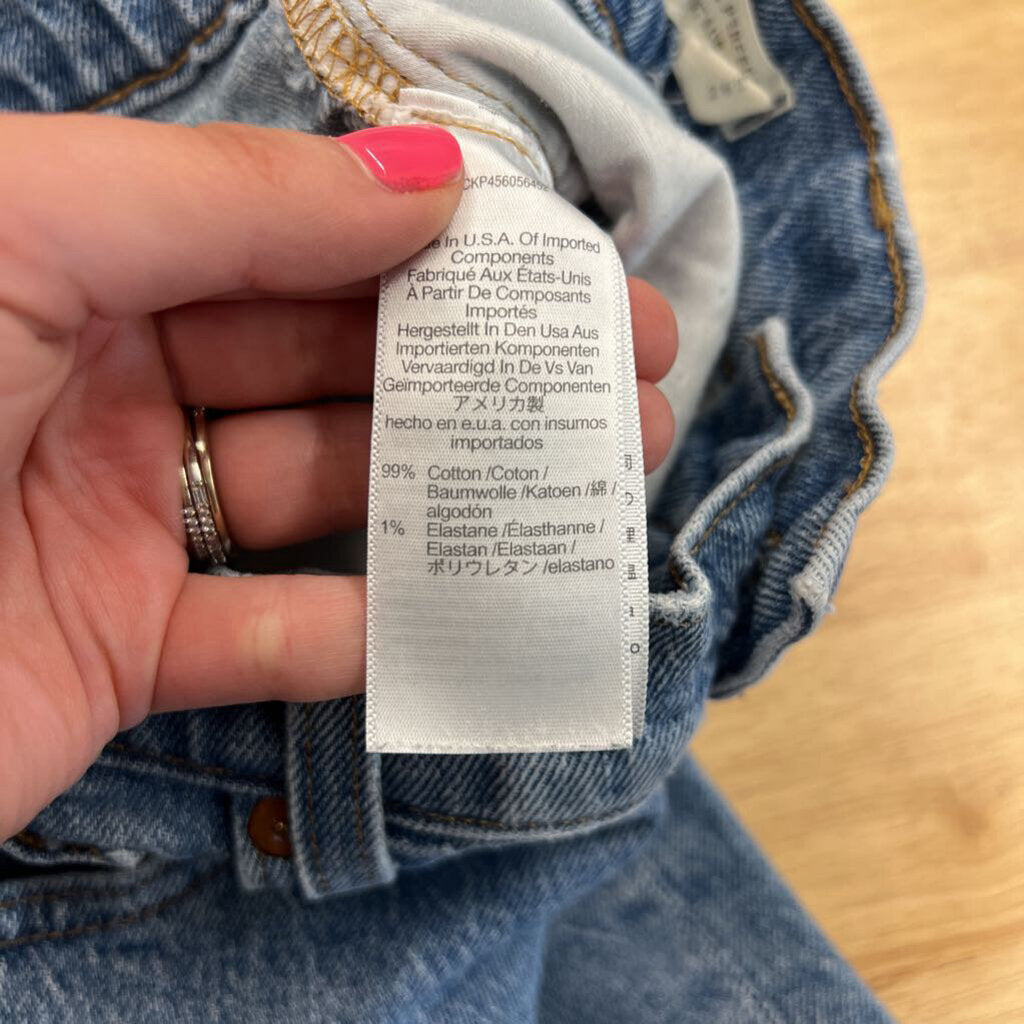 In U.S.A. Of Imported
Components
Fabriqué Aux États-Unis
À Partir De Composants
Importés
Hergestellt In Den Usa Aus
Importierten Komponenten
Vervaardigd In De Vs Van
Geïmporteerde Componenten
アメリカ製
hecho en e.u.a. con insumos
importados
99% Cotton /Coton /
Baumwolle /Katoen /綿 /
algodón
1% Elastane /Élasthanne /
Elastan /Elastaan /
ポリウレタン /elastano